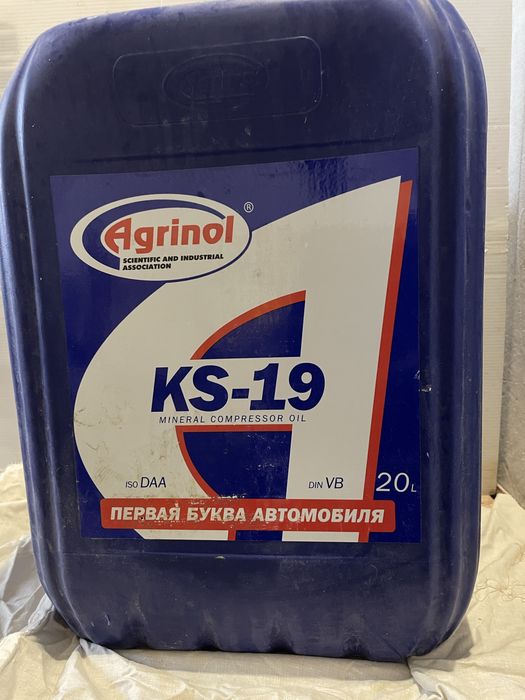 Agrinol ®
SCIENTIFIC AND INDUSTRIAL
ASSOCIATION
KS-19
MINERAL COMPRESSOR OIL
ISO DAA
DIN VB
20L
ПЕРВАЯ БУКВА АВТОМОБИЛЯ